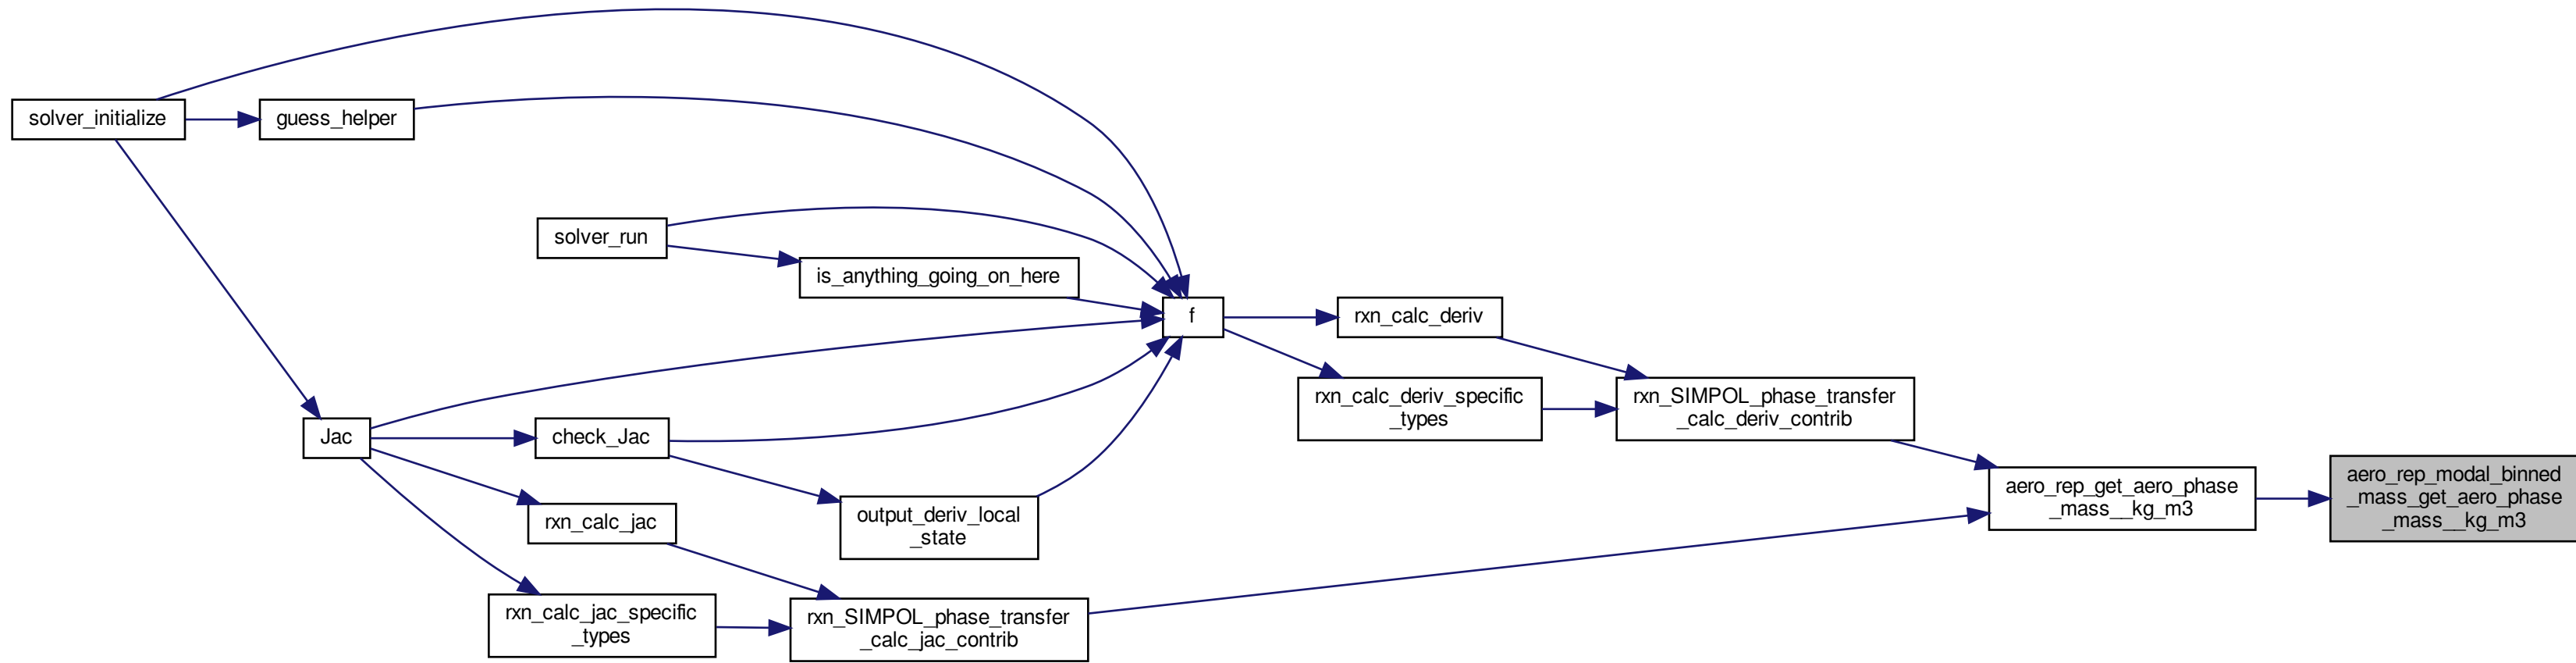 solver_initialize
guess_helper
solver_run
is_anything_going_on_here
f
rxn_calc_deriv
rxn_calc_deriv_specific
_types
rxn_SIMPOL_phase_transfer
_calc_deriv_contrib
Jac
check_Jac
rxn_calc_jac
output_deriv_local
_state
rxn_calc_jac_specific
_types
rxn_SIMPOL_phase_transfer
_calc_jac_contrib
aero_rep_get_aero_phase
_mass__kg_m3
aero_rep_modal_binned
_mass_get_aero_phase
_mass__kg_m3